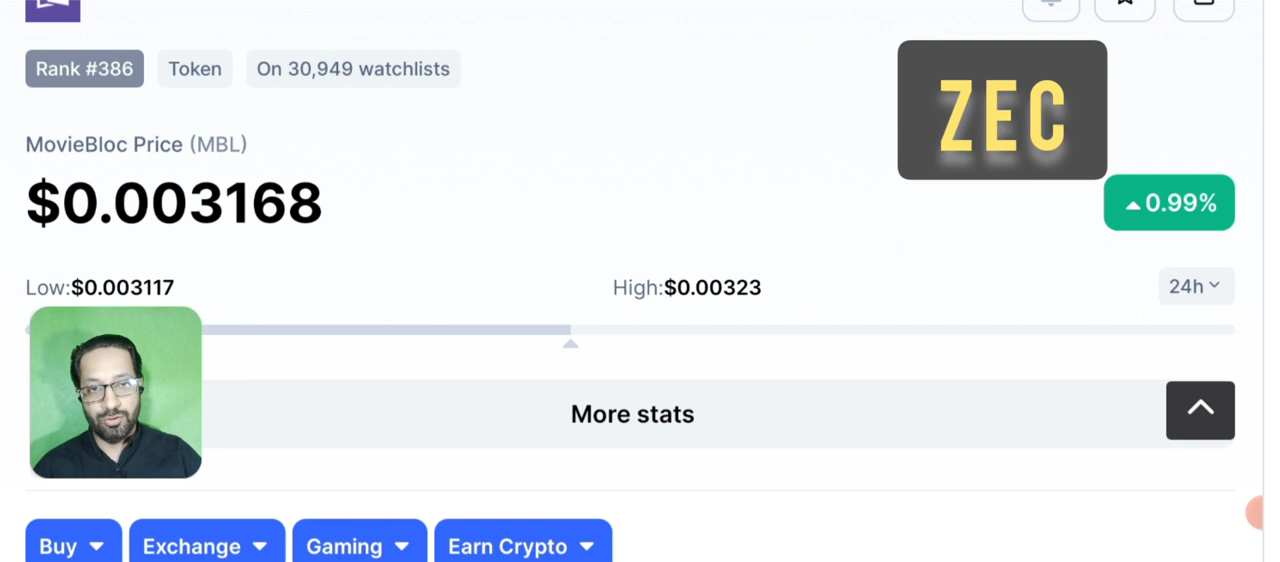 Rank #386 Token On 30,949 watchlists
ZEC
MovieBloc Price (MBL)
$0.003168
0.99%
Low:$0.003117 High:$0.00323 24h
More stats
Buy Exchange Gaming Earn Crypto